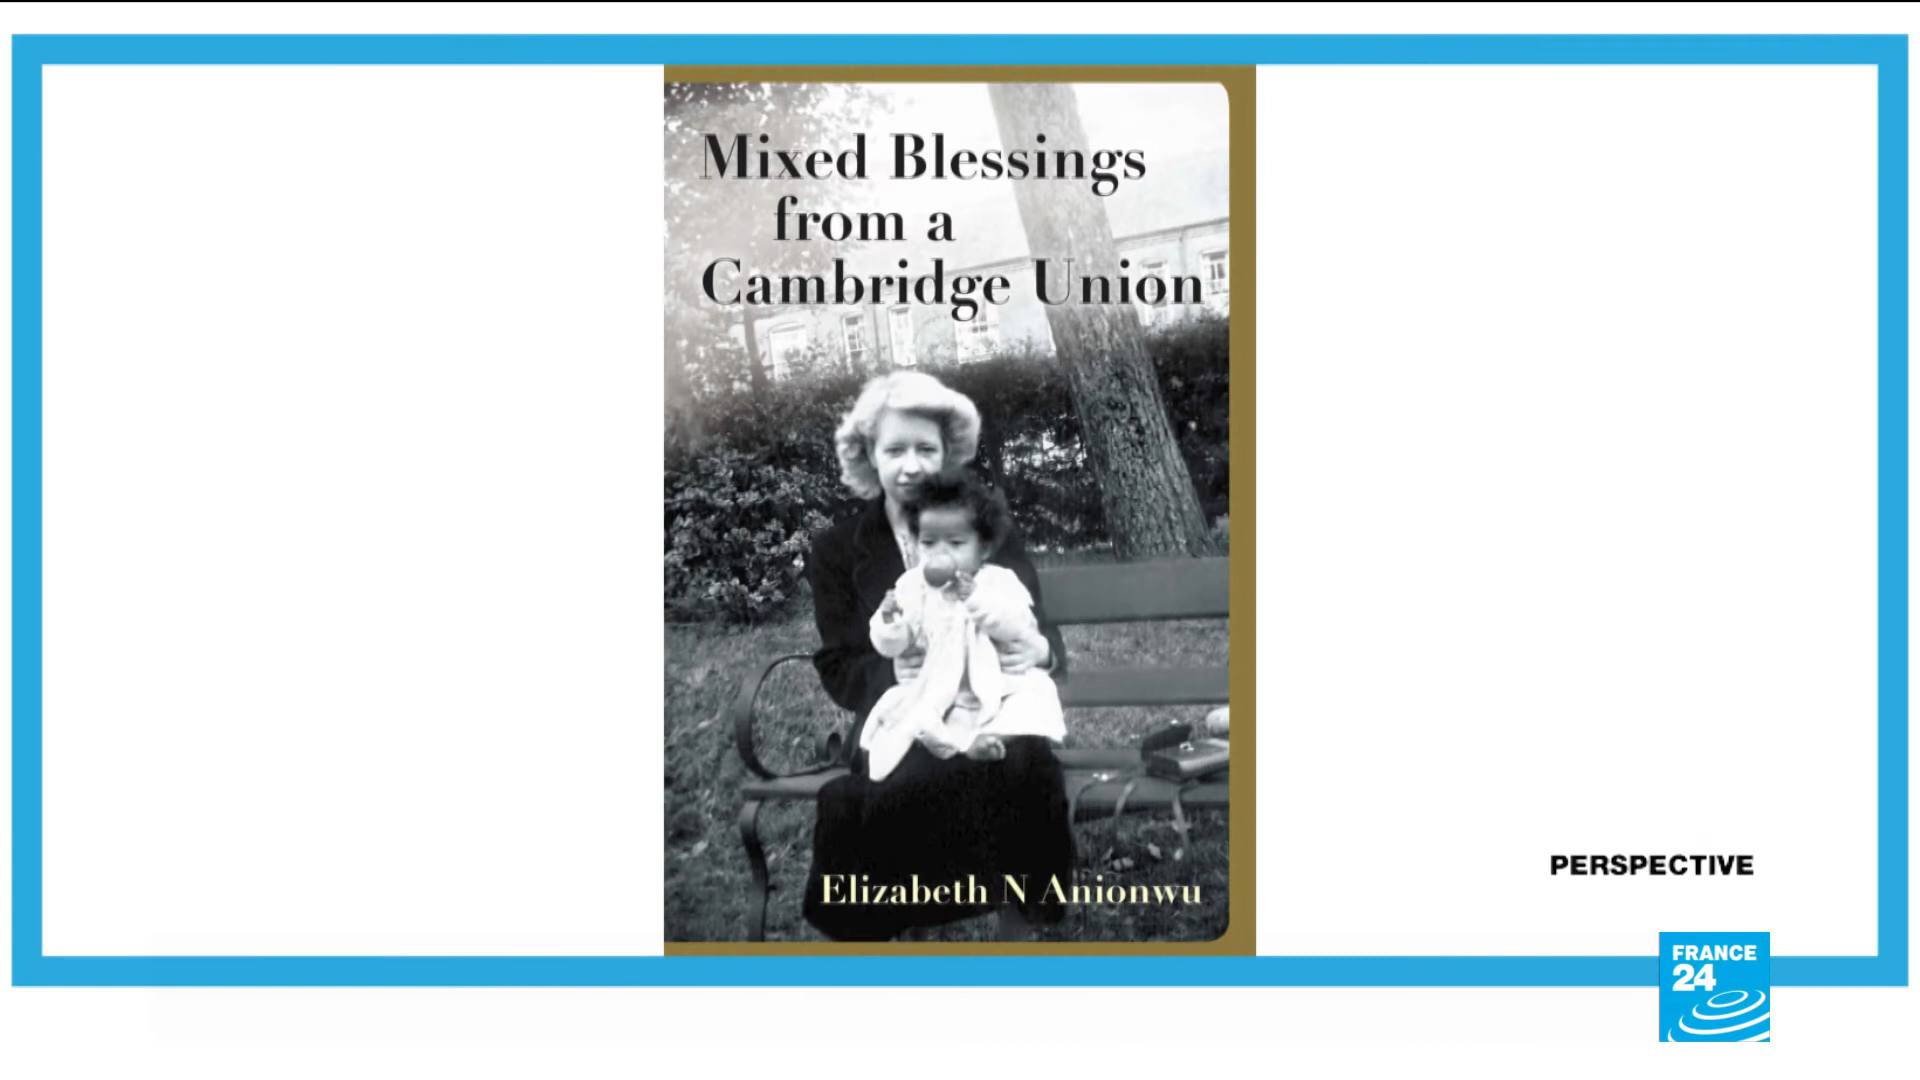 Mixed Blessings
from a
Cambridge Union
Elizabeth N Anionwu
PERSPECTIVE
FRANCE
24